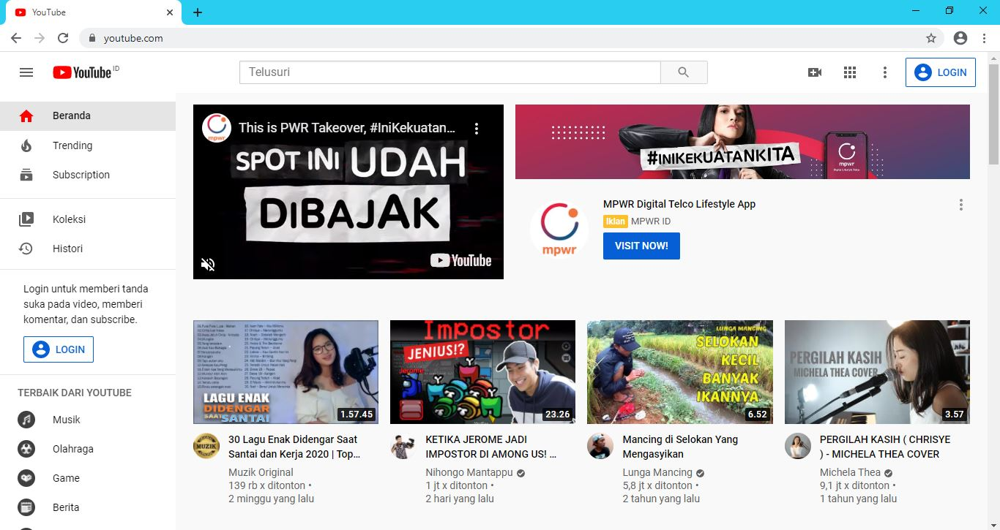 YouTube
youtube.com
YouTube ID
Telusuri
LOGIN
Beranda
Trending
Subscription
Koleksi
Histori
Login untuk memberi tanda
suka pada video, memberi
komentar, dan subscribe.
LOGIN
TERBAIK DARI YOUTUBE
Musik
Olahraga
Game
Berita
mpwr
This is PWR Takeover, #IniKekuatan...
SPOT INI UDAH
DIBAJAK
YouTube
#INIKEKUATANKITA
mpwr
Digital Lifestyle Telco
mpwr
MPWR Digital Telco Lifestyle App
Iklan MPWR ID
VISIT NOW!
LAGU ENAK
DIDENGAR
SAAT SANTAI
1.57.45
MUZIK
30 Lagu Enak Didengar Saat
Santai dan Kerja 2020 | Top...
Muzik Original
139 rb x ditonton •
2 minggu yang lalu
Impostor
JENIUS!?
Jerome
23.26
KETIKA JEROME JADI
IMPOSTOR DI AMONG US! ...
Nihongo Mantappu
1 jt x ditonton •
2 hari yang lalu
LUNGA MANCING
SELOKAN
KECIL
BANYAK
IKANNYA
6.52
Mancing di Selokan Yang
Mengasyikan
Lunga Mancing
5,8 jt x ditonton •
2 tahun yang lalu
PERGILAH KASIH
MICHELA THEA COVER
3.57
PERGILAH KASIH ( CHRISYE
) - MICHELA THEA COVER
Michela Thea
9,1 jt x ditonton •
1 tahun yang lalu